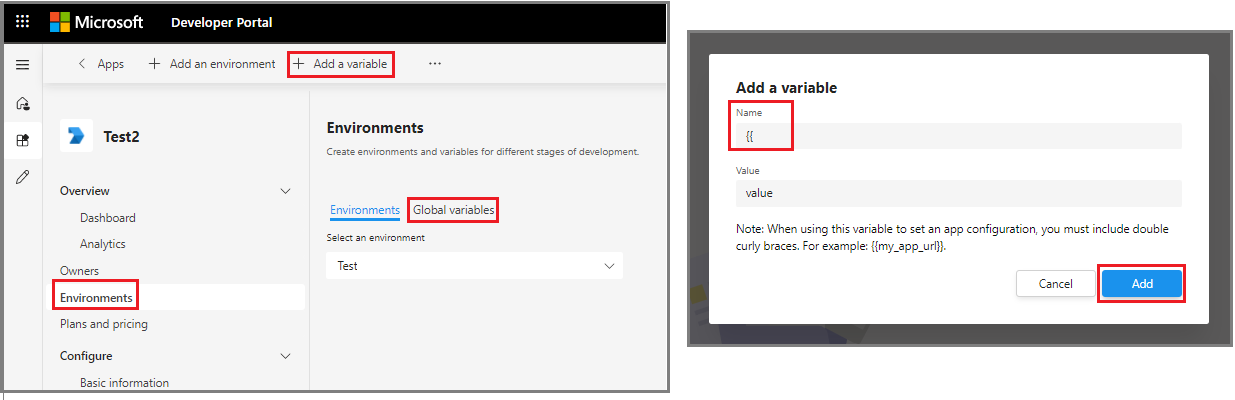 Microsoft Developer Portal
Apps
Add an environment
Add a variable
...
Test2
Overview
Dashboard
Analytics
Owners
Environments
Plans and pricing
Configure
Basic information
Environments
Create environments and variables for different stages of development.
Environments
Global variables
Select an environment
Test
Add a variable
Name
{{
Value
value
Note: When using this variable to set an app configuration, you must include double
curly braces. For example: {{my_app_url}}.
Cancel
Add